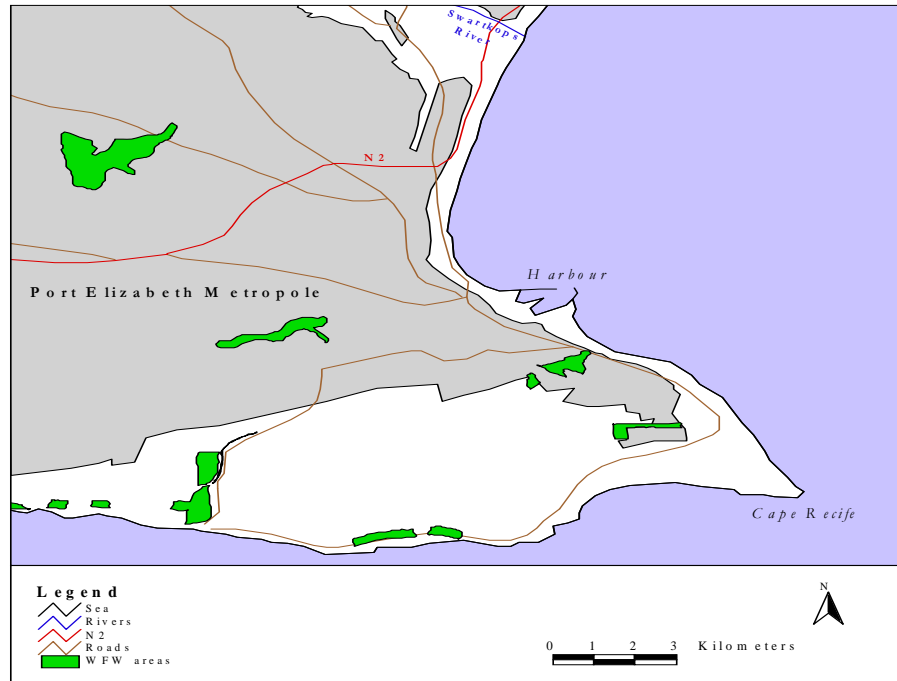 Swartkops
River
N2
Harbour
Port Elizabeth Metropole
Cape Recife
Legend
Sea
Rivers
N2
Roads
WFW areas
N
0 1 2 3 Kilometers